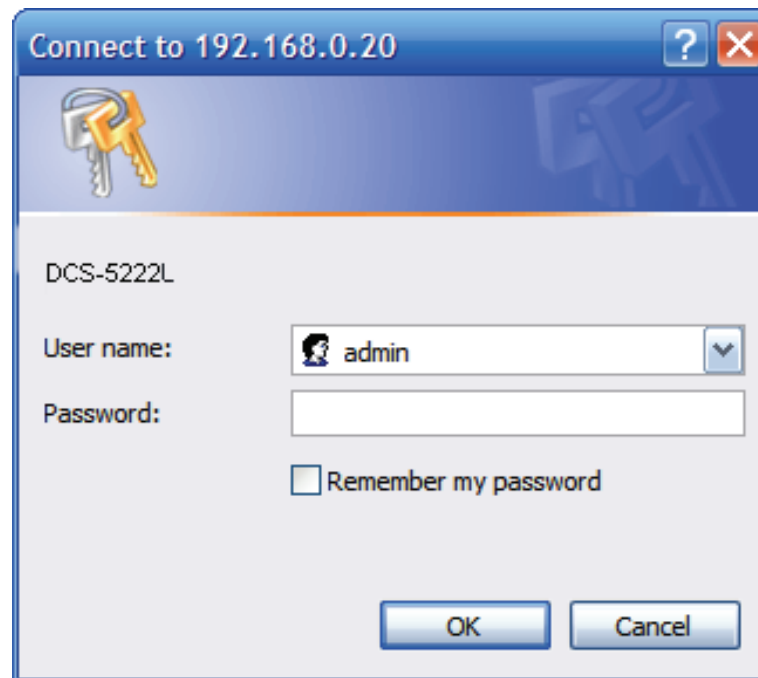 Connect to 192.168.0.20
DCS-5222L
User name:
admin
Password:
Remember my password
OK
Cancel